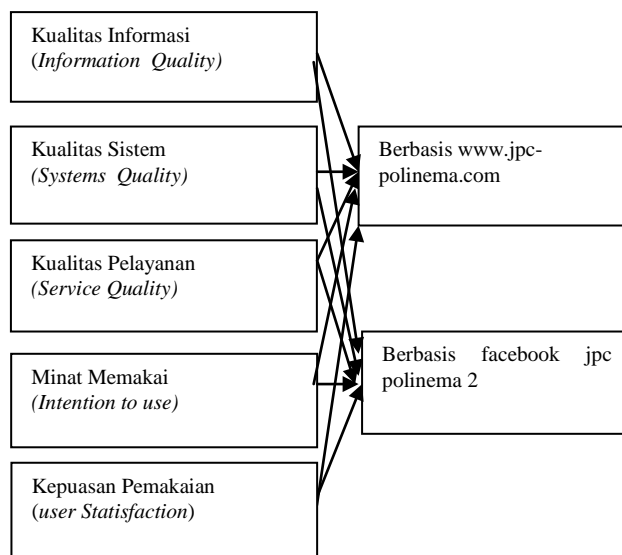 Kualitas Informasi
(Information Quality)
Kualitas Sistem
(Systems Quality)
Kualitas Pelayanan
(Service Quality)
Minat Memakai
(Intention to use)
Kepuasan Pemakaian
(user Statisfaction)
Berbasis www.jpc-
polinema.com
Berbasis facebook jpc
polinema 2